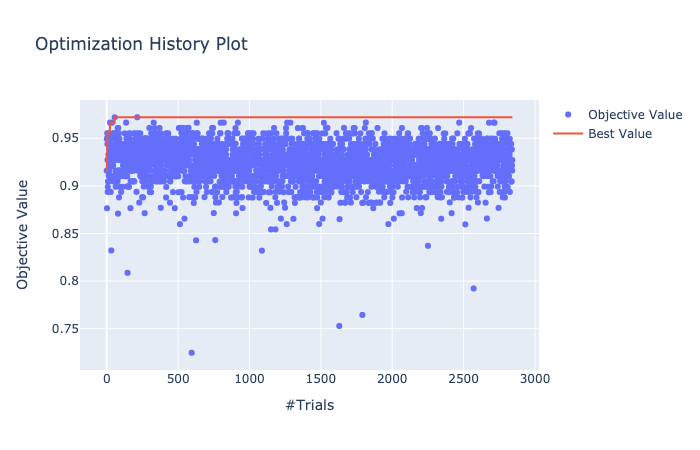 Optimization History Plot
Objective Value
Best Value
0.95
0.9
0.85
0.8
0.75
Objective Value
0
500
1000
1500
2000
2500
3000
#Trials